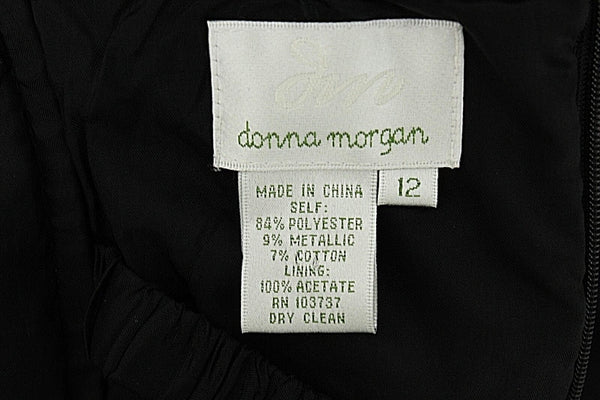 dm
donna morgan
12
MADE IN CHINA
SELF:
84% POLYESTER
9% METALLIC
7% COTTON
LINING:
100% ACETATE
RN 103737
DRY CLEAN